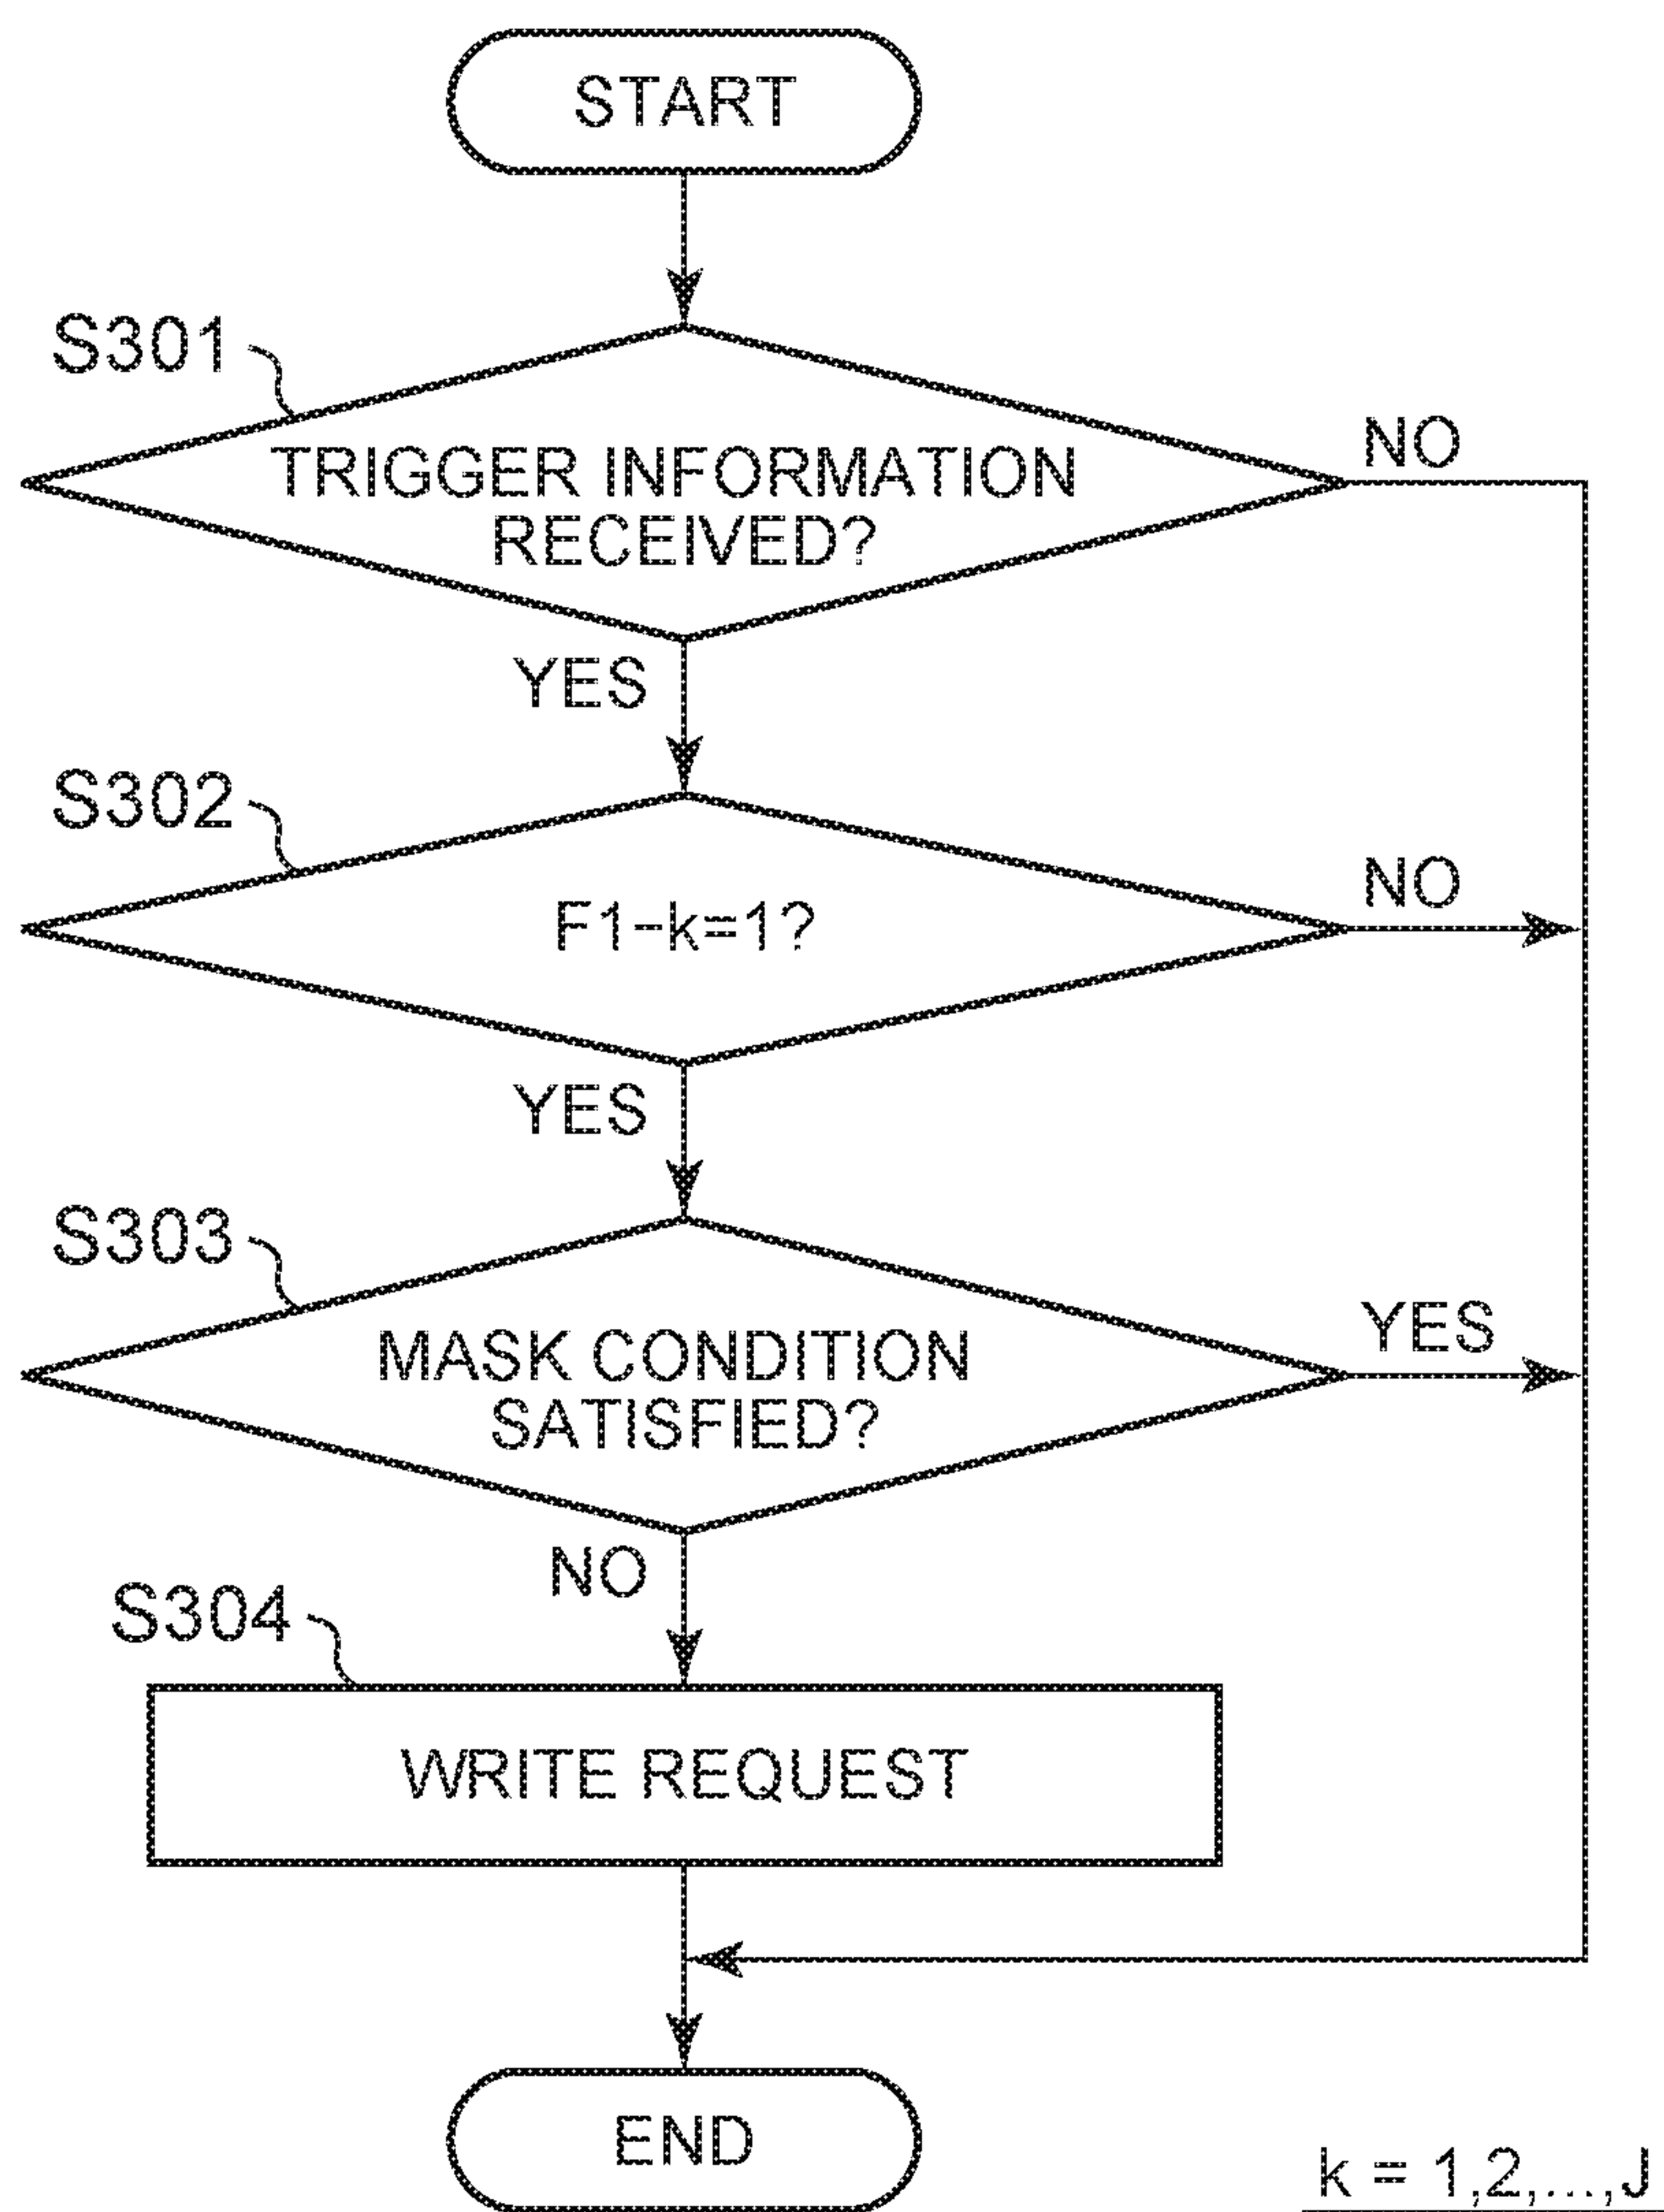 START
S301
TRIGGER INFORMATION
RECEIVED?
NO
YES
S302
F1-k=1?
NO
YES
S303
MASK CONDITION
SATISFIED?
YES
NO
S304
WRITE REQUEST
END
k = 1,2,...,J